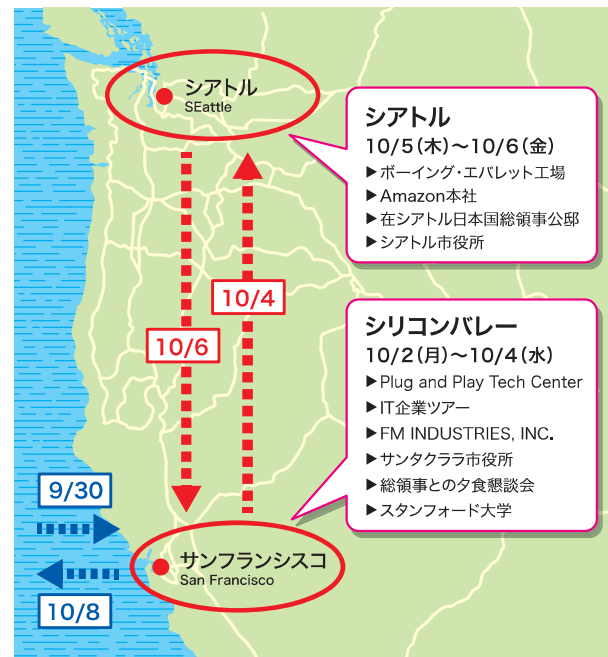 シアトル
SEattle
シアトル
10/5(木)～10/6(金)
▶ボーイング・エバレット工場
▶Amazon本社
▶在シアトル日本国総領事公邸
▶シアトル市役所
10/4
10/6
シリコンバレー
10/2(月)～10/4(水)
▶Plug and Play Tech Center
▶IT企業ツアー
▶FM INDUSTRIES, INC.
▶サンタクララ市役所
▶総領事との夕食懇談会
▶スタンフォード大学
9/30
サンフランシスコ
San Francisco
10/8